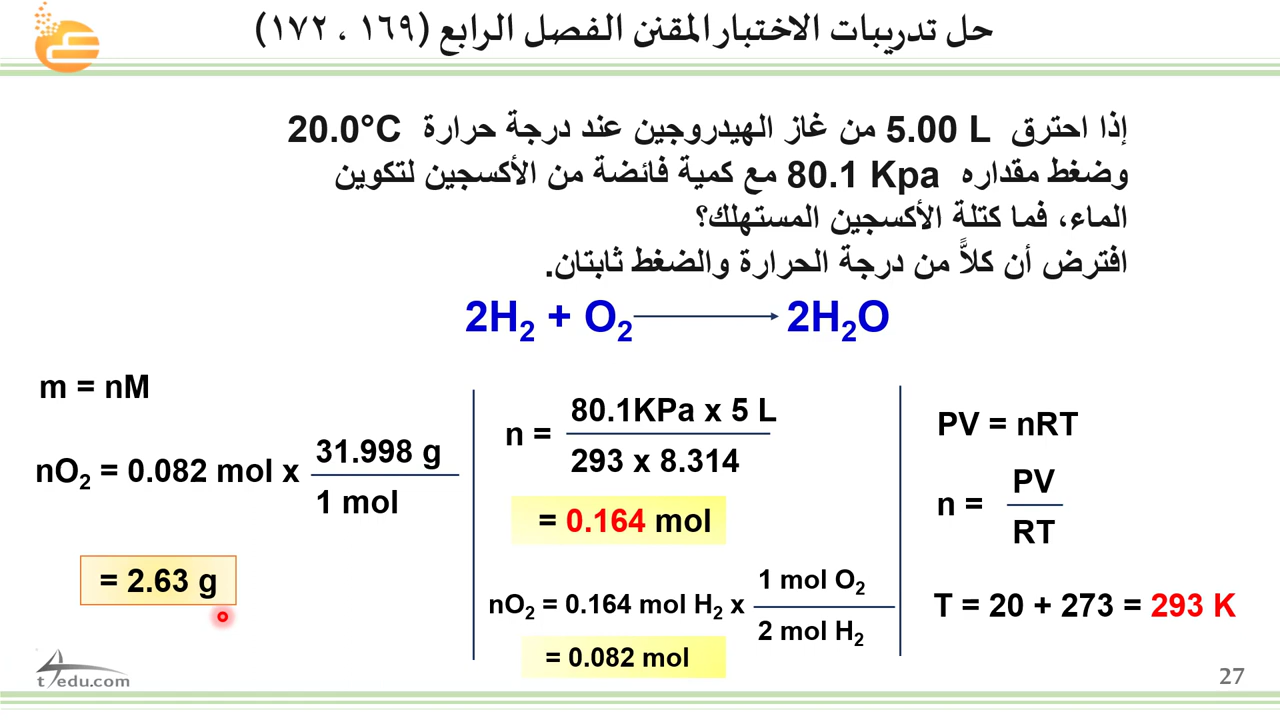 حل تدريبات الاختبار المقنن الفصل الرابع (١٦٩ ، ١٧٢)
إذا احترق 5.00 L من غاز الهيدروجين عند درجة حرارة 20.0°C
وضغط مقداره 80.1 Kpa مع كمية فائضة من الأكسجين لتكوين
الماء، فما كتلة الأكسجين المستهلك؟
افترض أن كلاًّ من درجة الحرارة والضغط ثابتان.
2H₂ + O₂ → 2H₂O
PV = nRT
n = PV / RT
T = 20 + 273 = 293 K
n = 80.1KPa x 5 L / 293 x 8.314
= 0.164 mol
nO₂ = 0.164 mol H₂ x 1 mol O₂ / 2 mol H₂
= 0.082 mol
m = nM
nO₂ = 0.082 mol x 31.998 g / 1 mol
= 2.63 g
t4edu.com
27